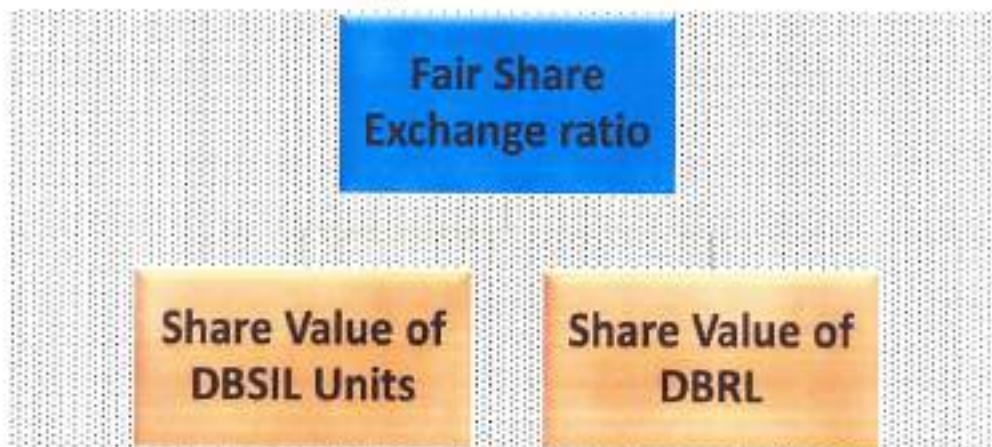 Fair Share
Exchange ratio
Share Value of
DBSIL Units
Share Value of
DBRL